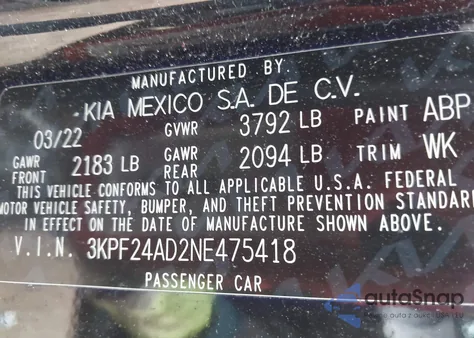 MANUFACTURED BY.
KIA MEXICO S.A. DE C.V.
03/22 GVWR 3792 LB PAINT ABP
GAWR FRONT 2183 LB GAWR REAR 2094 LB TRIM WK
THIS VEHICLE CONFORMS TO ALL APPLICABLE U.S.A. FEDERAL
MOTOR VEHICLE SAFETY, BUMPER, AND THEFT PREVENTION STANDARD
IN EFFECT ON THE DATE OF MANUFACTURE SHOWN ABOVE.
V.I.N. 3KPF24AD2NE475418
PASSENGER CAR
autoSnap